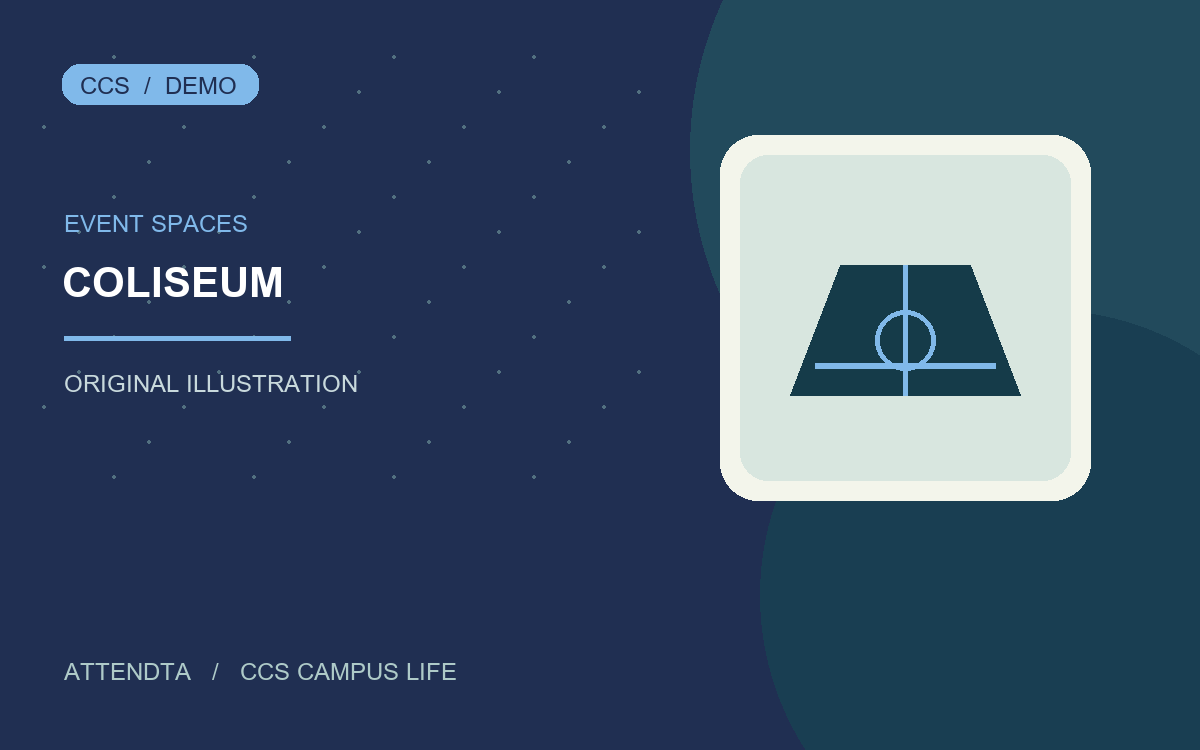 CCS / DEMO
EVENT SPACES
COLISEUM
ORIGINAL ILLUSTRATION
ATTENDTA / CCS CAMPUS LIFE